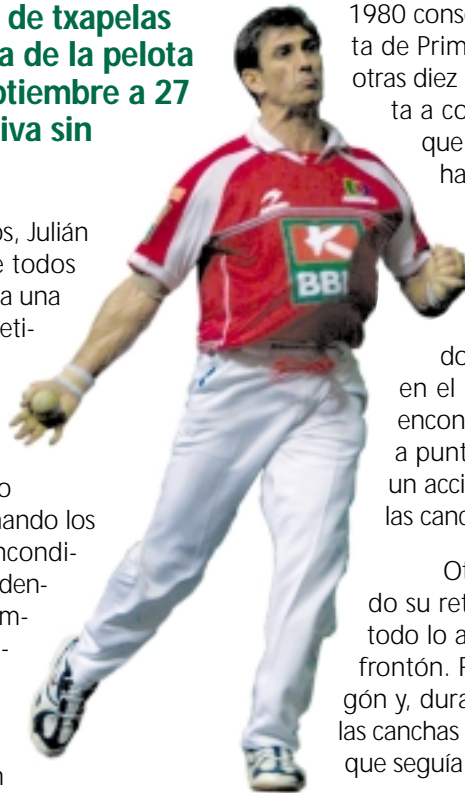 de txapelas
a de la pelota
ptiembre a 27
iva sin
os, Julián
e todos
a una
eti-
o
nando los
ncondi-
den-
m-
-
n
1980 conse
ta de Prim
otras diez
ta a co
que
ha
do
en el
encon
a punt
un acci
las canc
Ot
do su ret
todo lo a
frontón. F
gón y, dura
las canchas
que seguía
K
BBK